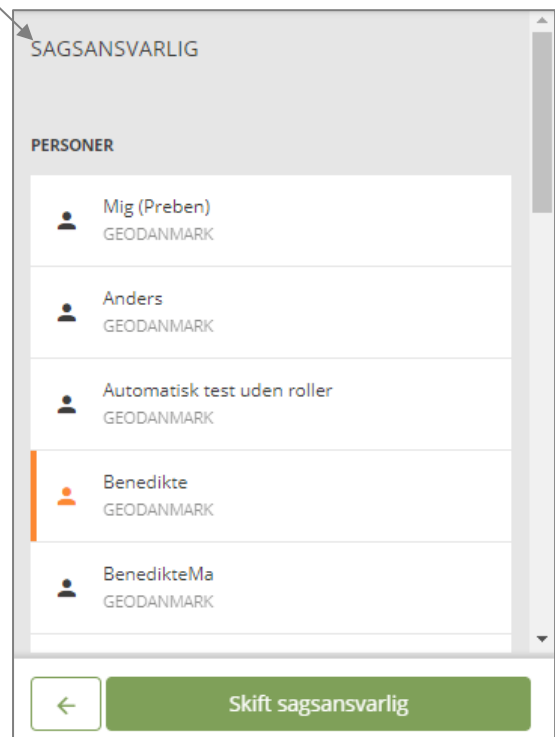 SAGSANSVARLIG
PERSONER
Mig (Preben)
GEODANMARK
Anders
GEODANMARK
Automatisk test uden roller
GEODANMARK
Benedikte
GEODANMARK
BenedikteMa
GEODANMARK
Skift sagsansvarlig